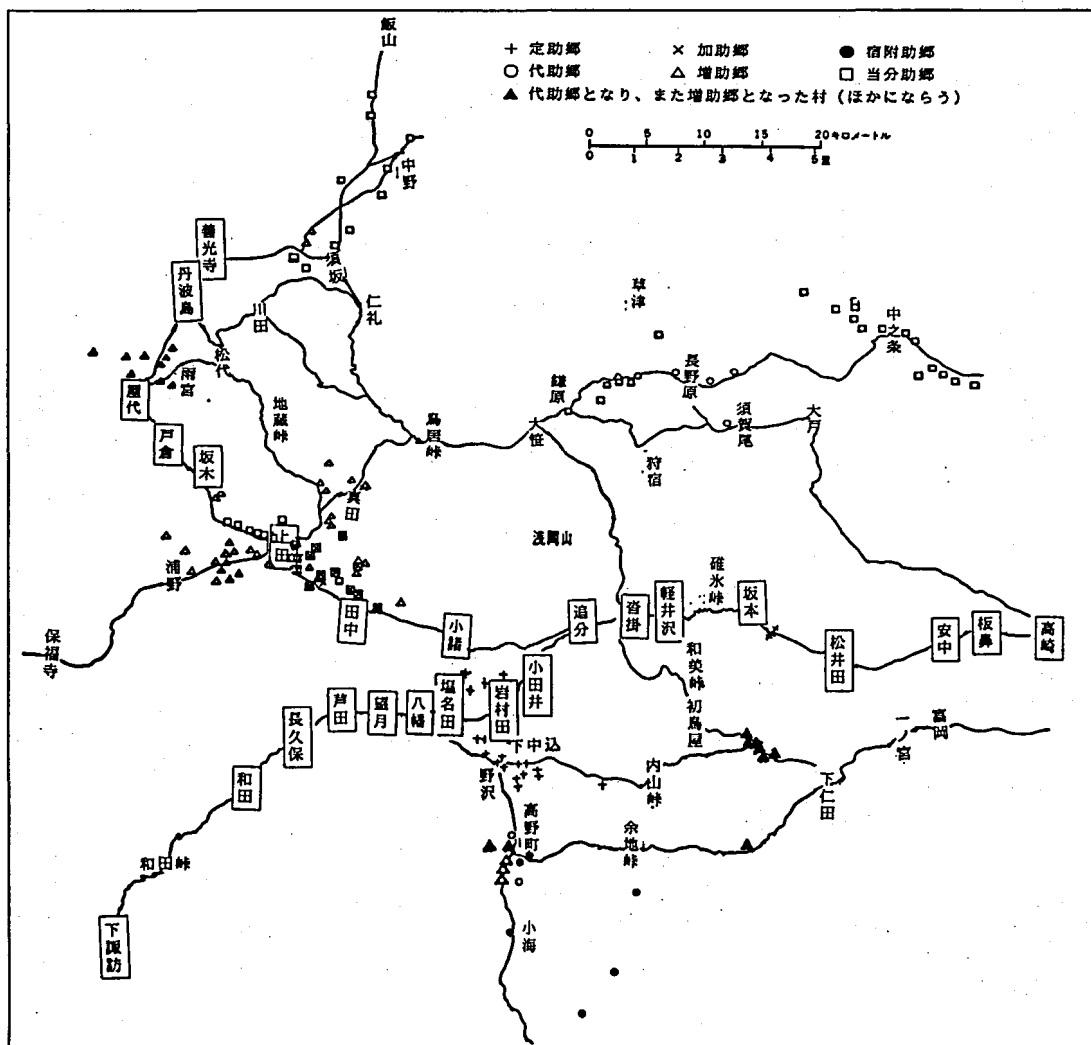 ＋ 定助郷
× 加助郷
● 宿附助郷
○ 代助郷
△ 増助郷
□ 当分助郷
▲ 代助郷となり、また増助郷となった村（ほかにならう）
0 5 10 15 20キロメートル
0 1 2 3 4 5里
飯山
中野
善光寺
須坂
丹波島
仁礼
川田
松代
雨宮
屋代
地蔵峠
戸倉
坂木
草津
中之条
長野原
鎌原
大笹
鳥居峠
須賀尾
大戸
狩宿
真田
上田
浅間山
浦野
田中
保福寺
小諸
追分
沓掛
軽井沢
碓氷峠
坂本
松井田
安中
板鼻
高崎
和美峠
初鳥屋
小田井
岩村田
塩名田
八幡
望月
芦田
長久保
和田
和田峠
下諏訪
下中込
野沢
内山峠
下仁田
一宮
富岡
高野町
余地峠
小海